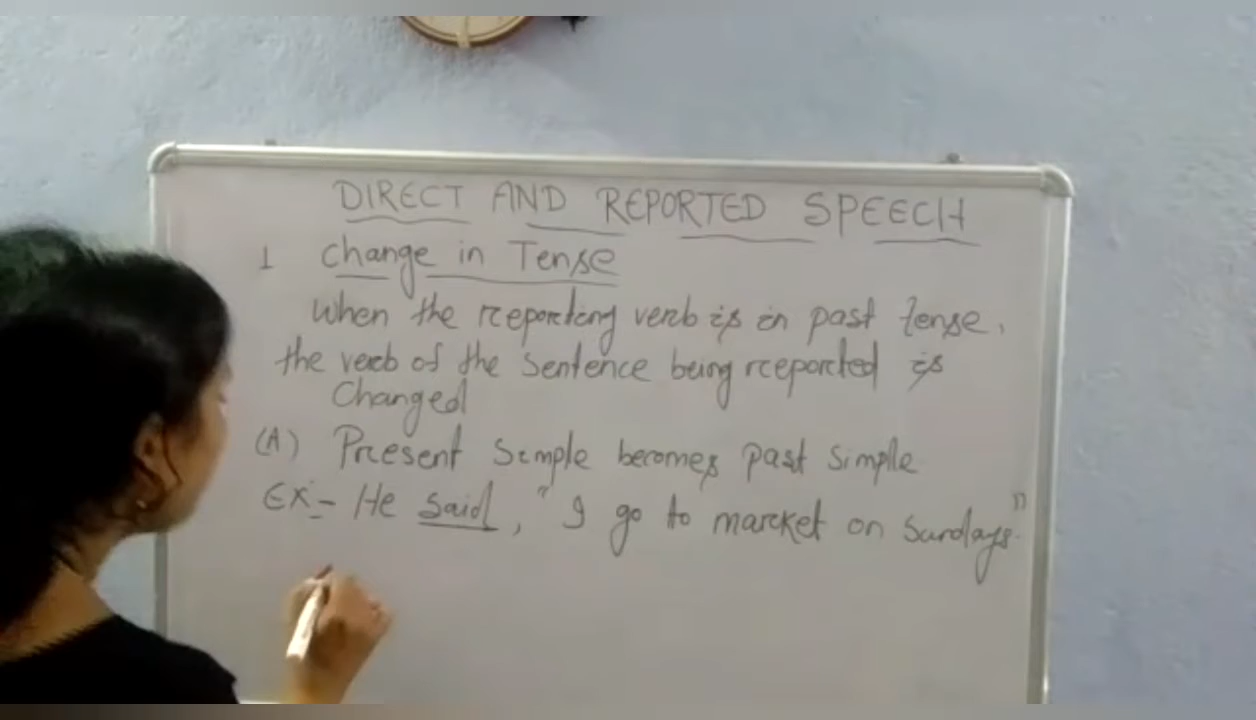 DIRECT AND REPORTED SPEECH
1 Change in Tense
When the reporting verb is in past tense,
the verb of the sentence being reported is
Changed
(A) Present Simple becomes past simple
Ex:- He said, "I go to market on Sundays."